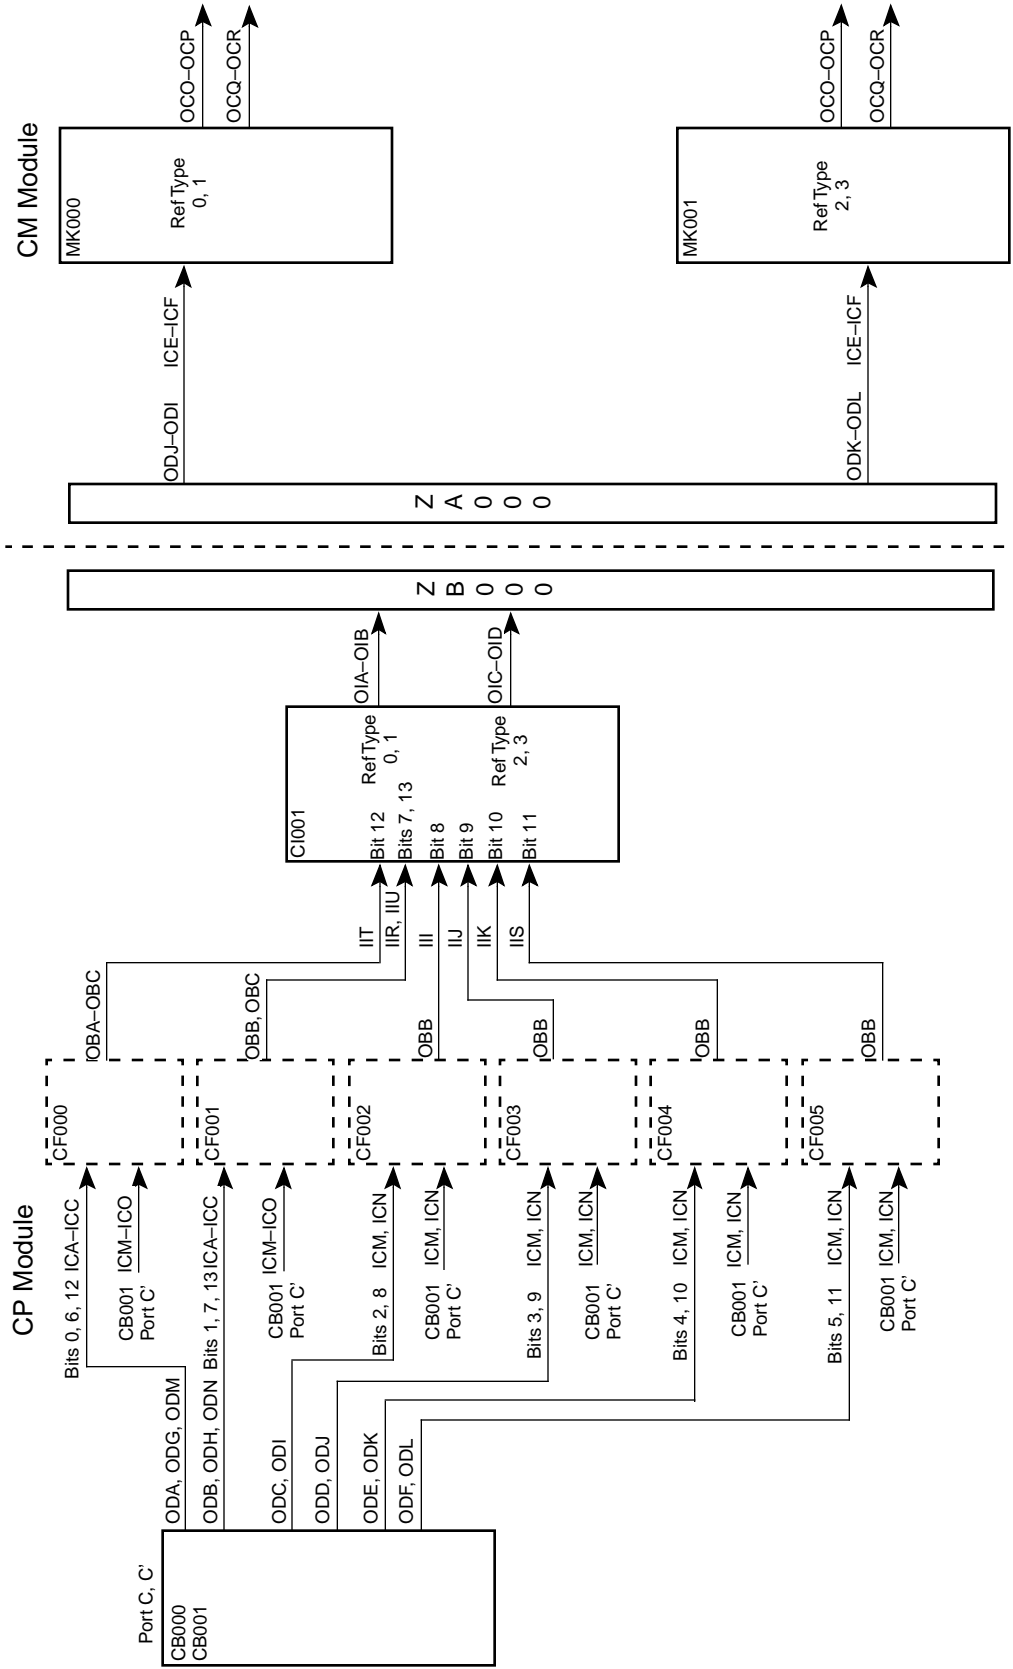 CP Module
CM Module
Port C, C'
CB000
CB001
ODA, ODG, ODM
ODB, ODH, ODN
ODC, ODI
ODD, ODJ
ODE, ODK
ODF, ODL
Bits 0, 6, 12 ICA–ICC
CB001 ICM–ICO
Port C'
Bits 1, 7, 13 ICA–ICC
CB001 ICM–ICO
Port C'
Bits 2, 8 ICM, ICN
CB001 ICM, ICN
Port C'
Bits 3, 9 ICM, ICN
CB001 ICM, ICN
Port C'
Bits 4, 10 ICM, ICN
CB001 ICM, ICN
Port C'
Bits 5, 11 ICM, ICN
CB001 ICM, ICN
Port C'
CF000
CF001
CF002
CF003
CF004
CF005
OBA–OBC
OBB, OBC
OBB
OBB
OBB
OBB
IIT
IIR, IIU
III
IIJ
IIK
IIS
CI001
Bit 12
Bits 7, 13
Bit 8
Bit 9
Bit 10
Bit 11
Ref Type
0, 1
Ref Type
2, 3
OIA–OIB
OIC–OID
ZB000
ZA000
ODJ–ODI ICE–ICF
ODK–ODL ICE–ICF
MK000
Ref Type
0, 1
MK001
Ref Type
2, 3
OCO–OCP
OCQ–OCR
OCO–OCP
OCQ–OCR